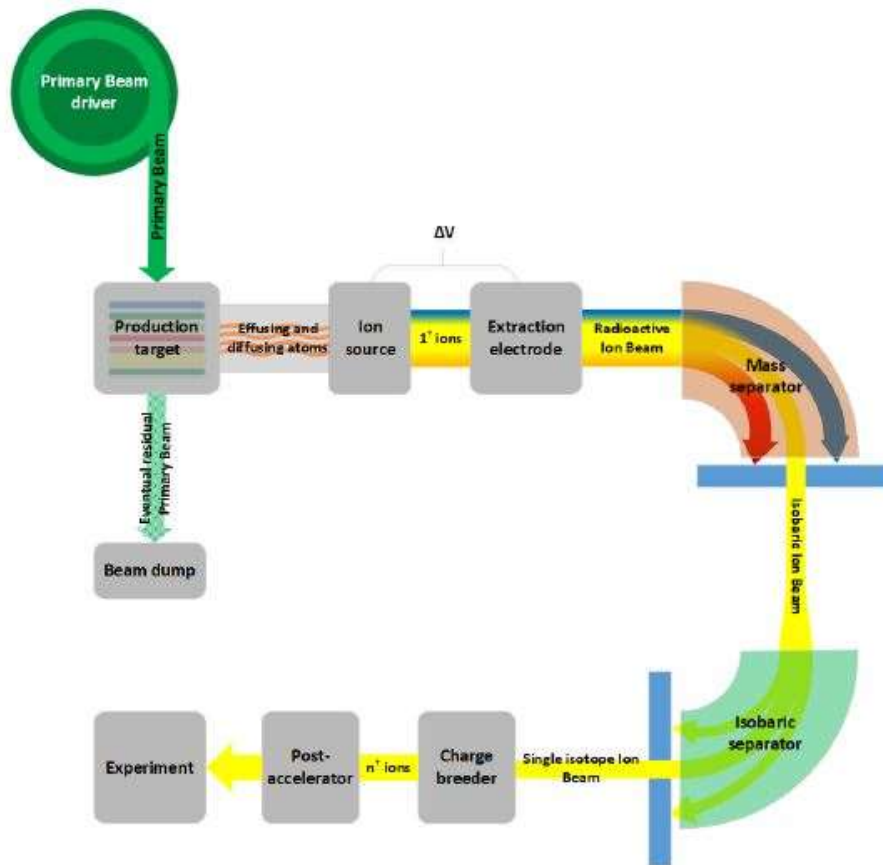 Primary Beam
driver
Primary Beam
ΔV
Production
target
Effusing and
diffusing atoms
Ion
source
1⁺ ions
Extraction
electrode
Radioactive
Ion Beam
Mass
separator
Eventual residual
Primary Beam
Beam dump
Isobaric Ion Beam
Isobaric
separator
Experiment
Post-
accelerator
n⁺ ions
Charge
breeder
Single isotope Ion
Beam